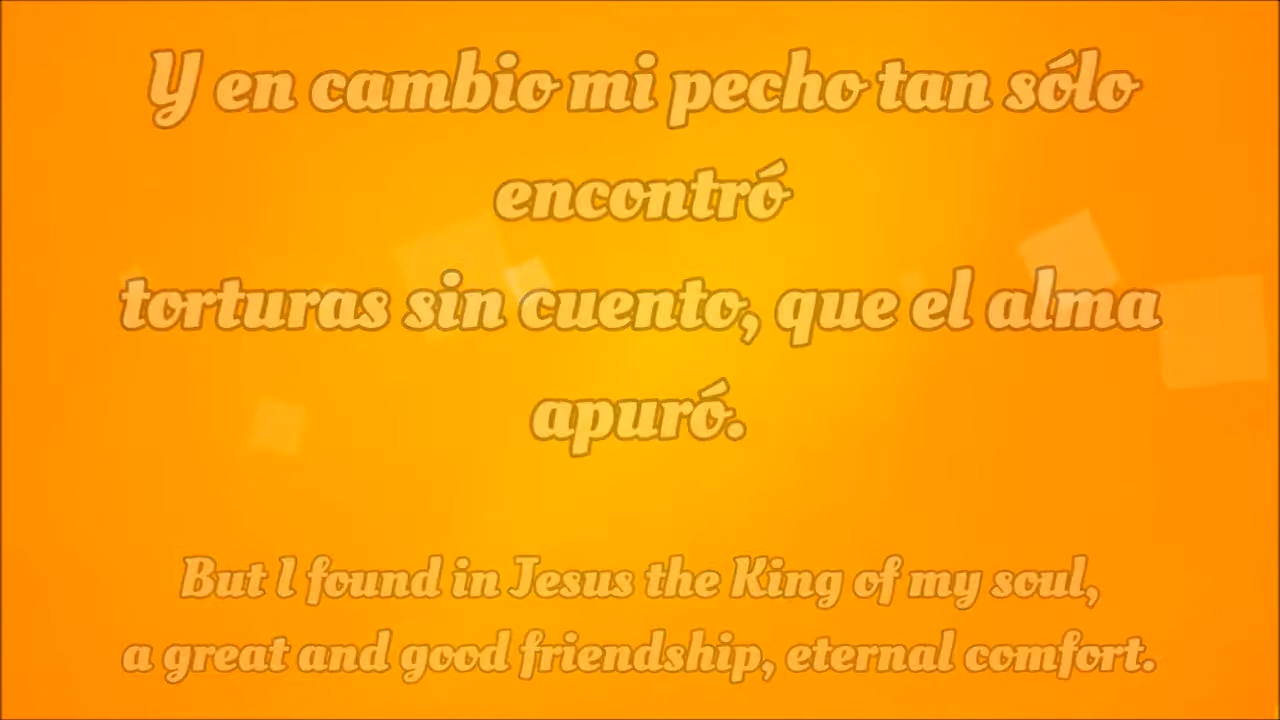 Y en cambio mi pecho tan sólo
encontró
torturas sin cuento, que el alma
apuró.
But I found in Jesus the King of my soul,
a great and good friendship, eternal comfort.